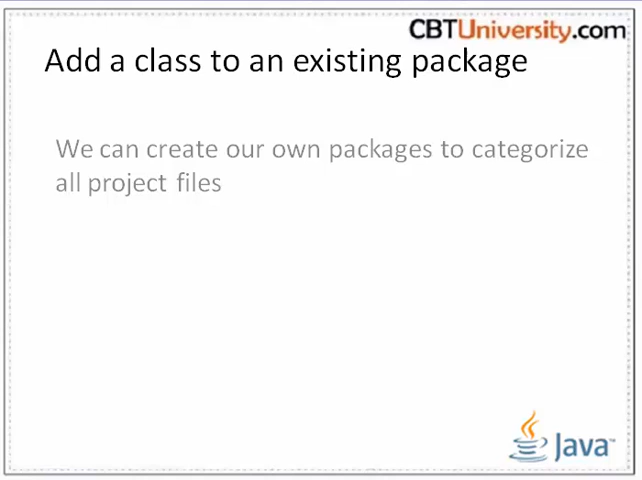 CBTUniversity.com
Add a class to an existing package
We can create our own packages to categorize
all project files
Java™